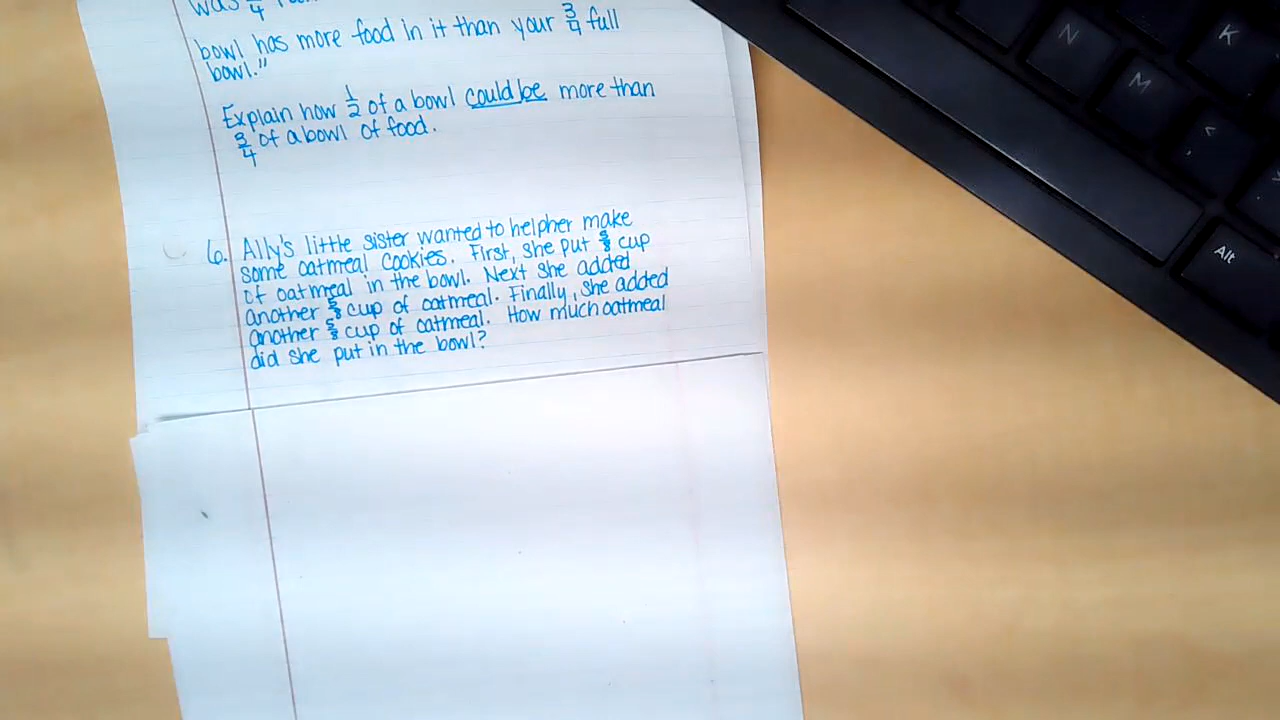 was 4
bowl has more food in it than your 3/4 full
bowl."
Explain how 1/2 of a bowl could be more than
3/4 of a bowl of food.
6. Ally's little sister wanted to help her make
some oatmeal cookies. First, she put 5/8 cup
of oatmeal in the bowl. Next she added
another 5/8 cup of oatmeal. Finally, she added
another 5/8 cup of oatmeal. How much oatmeal
did she put in the bowl?
N
K
M
<
,
Alt